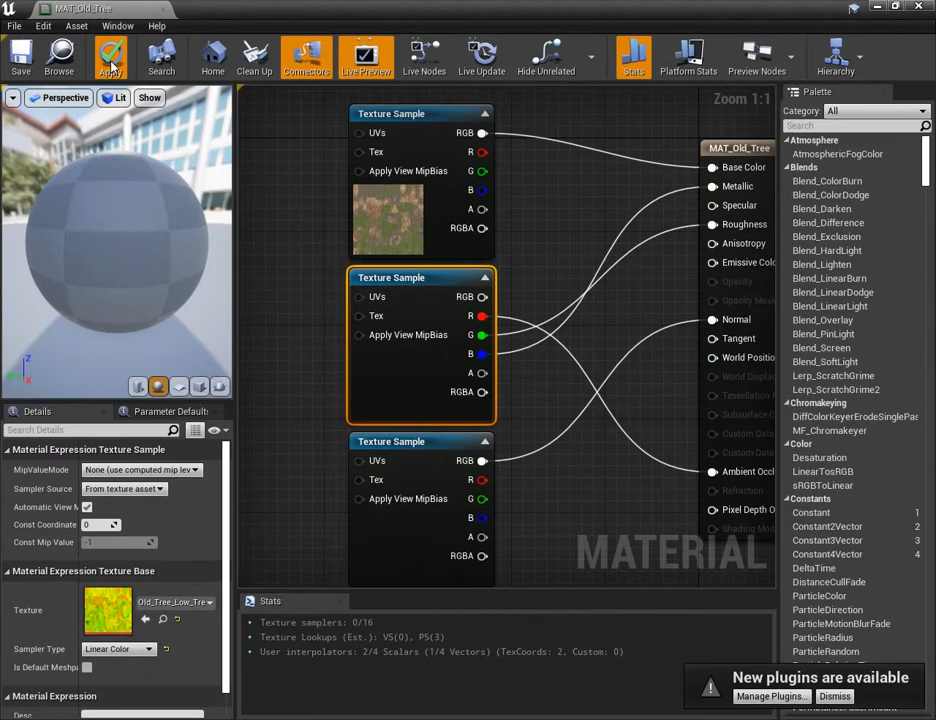 MAT_Old_Tree
File Edit Asset Window Help
Save Browse Apply Search Home Clean Up Connectors Live Preview Live Nodes Live Update Hide Unrelated Stats Platform Stats Preview Nodes Hierarchy
Perspective Lit Show
Zoom 1:1
Palette
Category: All
Search
Atmosphere
AtmosphericFogColor
Blends
Blend_ColorBurn
Blend_ColorDodge
Blend_Darken
Blend_Difference
Blend_Exclusion
Blend_HardLight
Blend_Lighten
Blend_LinearBurn
Blend_LinearDodge
Blend_LinearLight
Blend_Overlay
Blend_PinLight
Blend_Screen
Blend_SoftLight
Lerp_ScratchGrime
Lerp_ScratchGrime2
Chromakeying
DiffColorKeyerErodeSinglePas
MF_Chromakeyer
Color
Desaturation
LinearTosRGB
sRGBToLinear
Constants
Constant 1
Constant2Vector 2
Constant3Vector 3
Constant4Vector 4
DeltaTime
DistanceCullFade
ParticleColor
ParticleDirection
ParticleMotionBlurFade
ParticleRadius
Texture Sample
UVs RGB
Tex R
Apply View MipBias G
B
A
RGBA
Texture Sample
UVs RGB
Tex R
Apply View MipBias G
B
A
RGBA
Texture Sample
UVs RGB
Tex R
Apply View MipBias G
B
A
RGBA
MAT_Old_Tree
Base Color
Metallic
Specular
Roughness
Anisotropy
Emissive Colo
Opacity
Opacity Mask
Normal
Tangent
World Positio
World Displac
Tessellation M
Subsurface C
Custom Data
Custom Data
Ambient Occl
Refraction
Pixel Depth O
Shading Mod
MATERIAL
Z
X
Details Parameter Default
Search Details
Material Expression Texture Sample
MipValueMode None (use computed mip lev
Sampler Source From texture asset
Automatic View M
Const Coordinate 0
Const Mip Value -1
Material Expression Texture Base
Texture Old_Tree_Low_Tre
Sampler Type Linear Color
Is Default Meshpa
Material Expression
Desc
Stats
Texture samplers: 0/16
Texture Lookups (Est.): VS(0), PS(3)
User interpolators: 2/4 Scalars (1/4 Vectors) (TexCoords: 2, Custom: 0)
New plugins are available
Manage Plugins... Dismiss